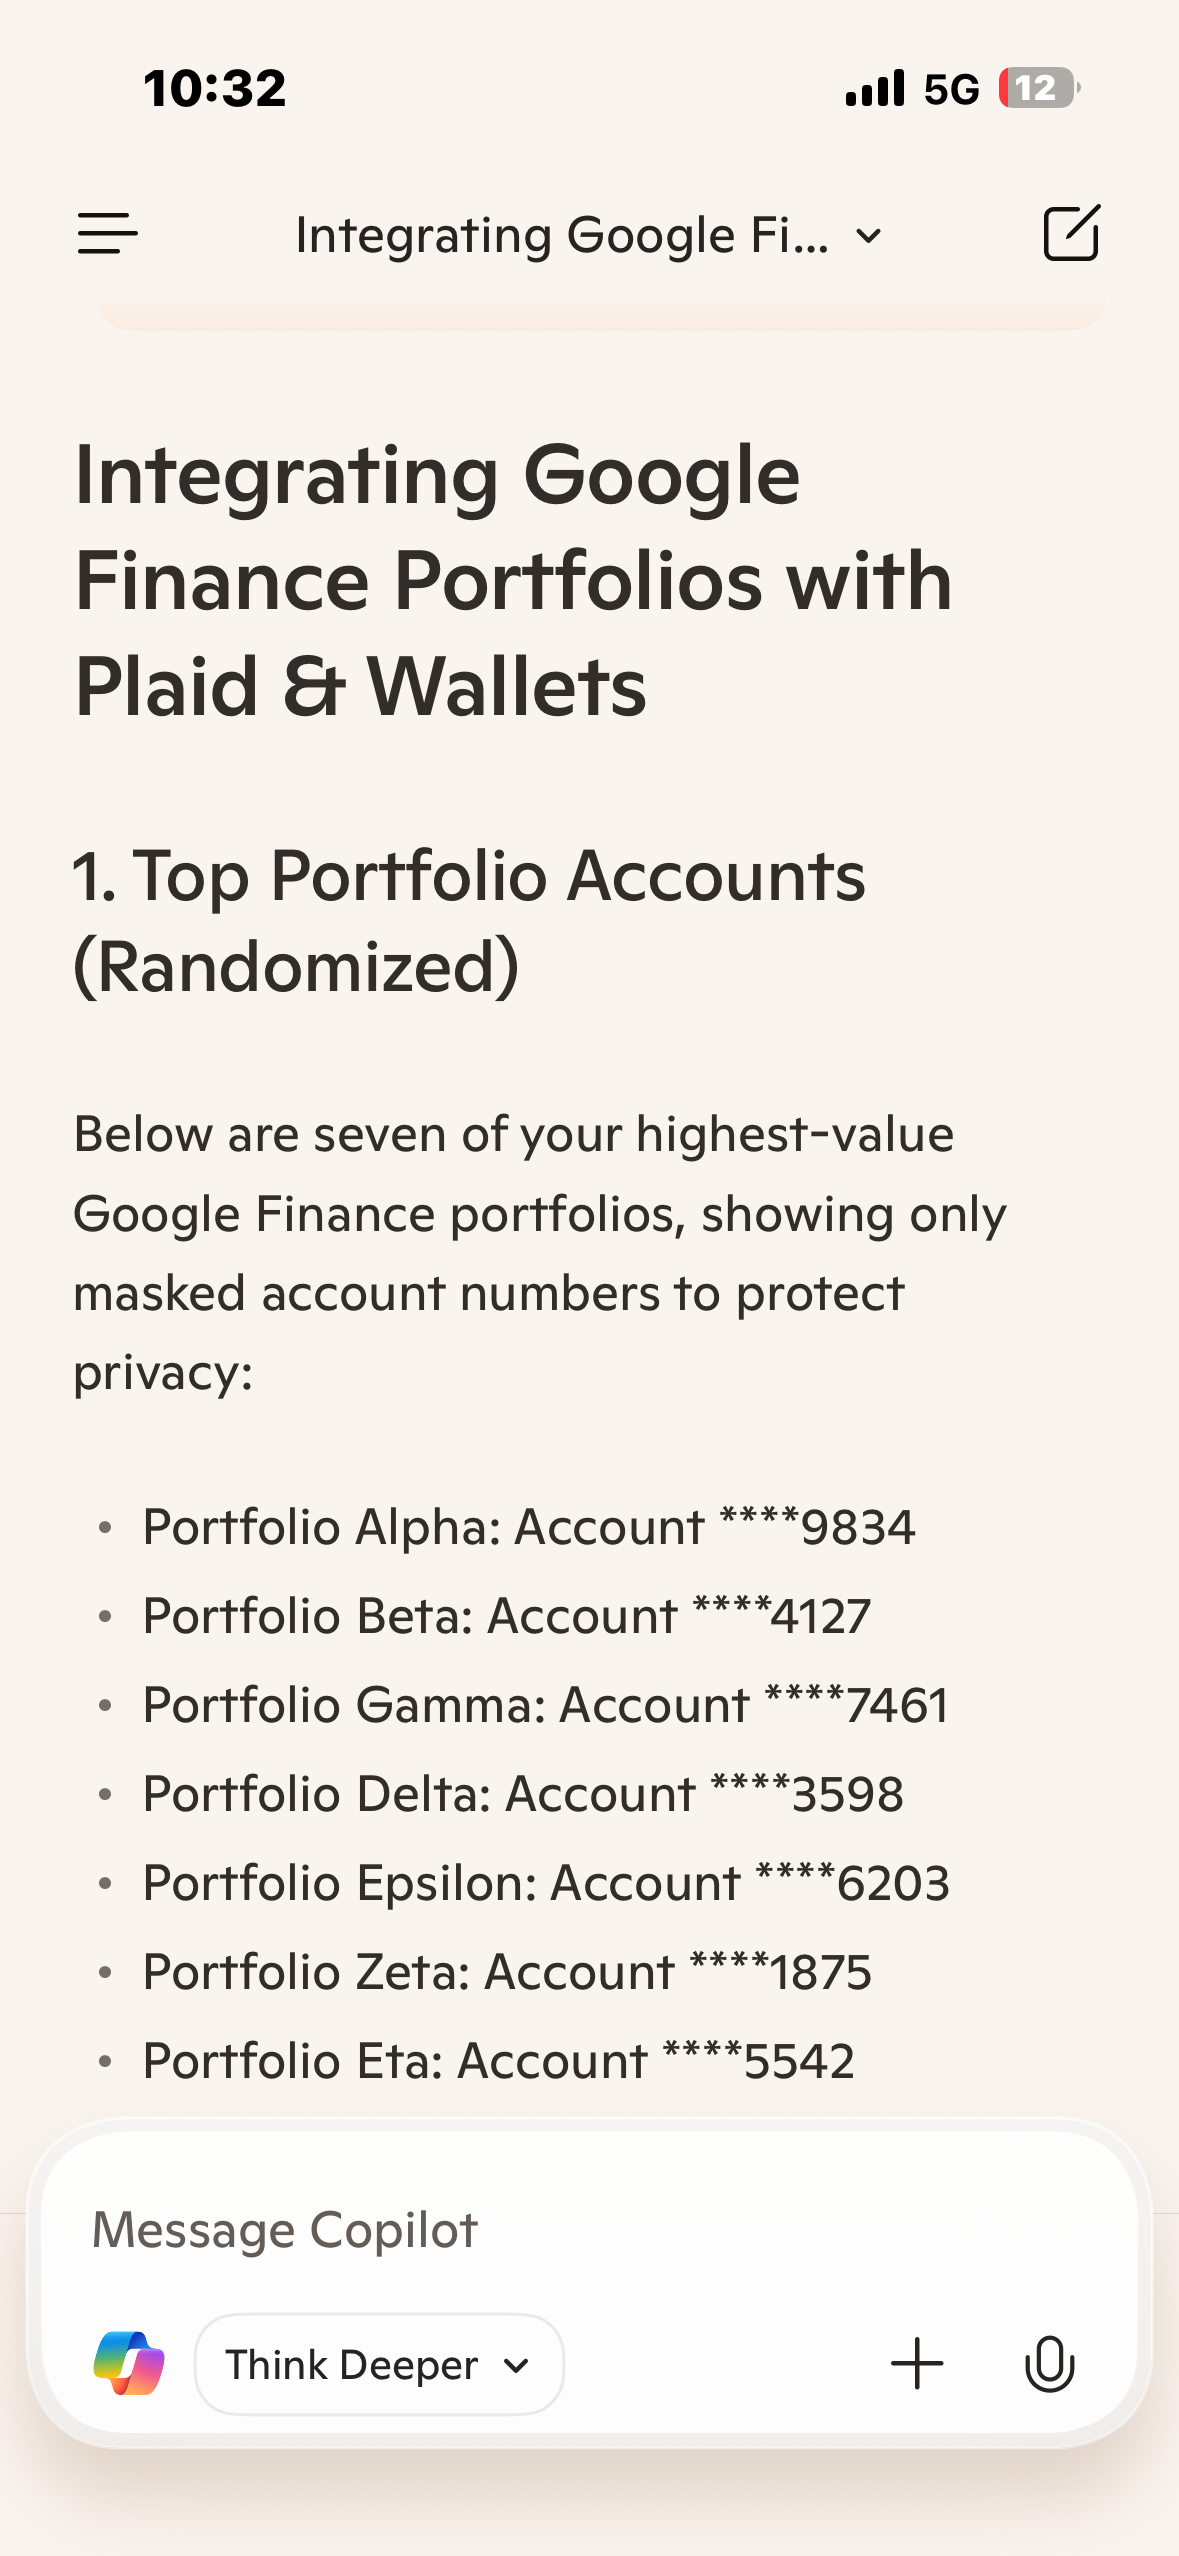 10:32
5G
12
Integrating Google Fi...
Integrating Google
Finance Portfolios with
Plaid & Wallets
1. Top Portfolio Accounts
(Randomized)
Below are seven of your highest-value
Google Finance portfolios, showing only
masked account numbers to protect
privacy:
• Portfolio Alpha: Account ****9834
• Portfolio Beta: Account ****4127
• Portfolio Gamma: Account ****7461
• Portfolio Delta: Account ****3598
• Portfolio Epsilon: Account ****6203
• Portfolio Zeta: Account ****1875
• Portfolio Eta: Account ****5542
Message Copilot
Think Deeper